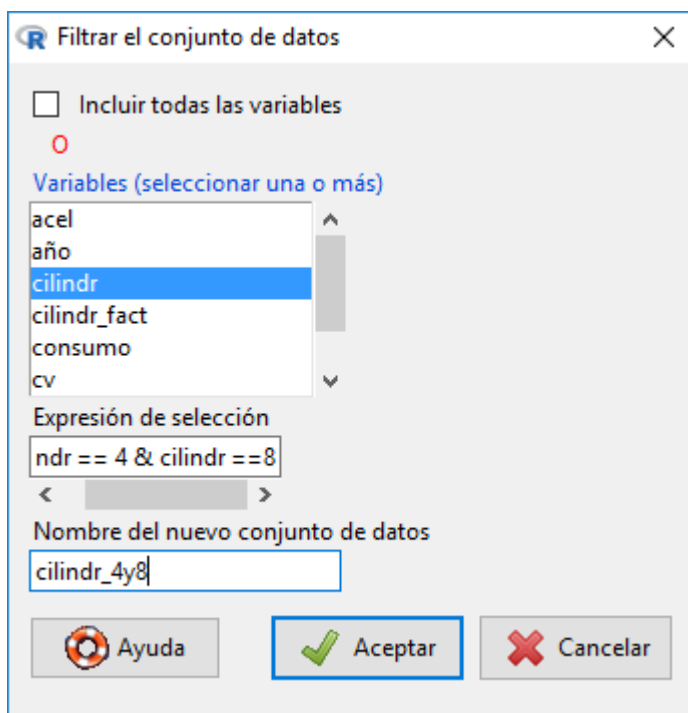 R Filtrar el conjunto de datos
Incluir todas las variables
O
Variables (seleccionar una o más)
acel
año
cilindr
cilindr_fact
consumo
cv
Expresión de selección
ndr == 4 & cilindr ==8
Nombre del nuevo conjunto de datos
cilindr_4y8
Ayuda Aceptar Cancelar